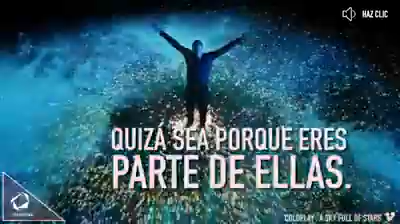 HAZ CLIC
QUIZÁ SEA PORQUE ERES
PARTE DE ELLAS.
COLDPLAY A SKY FULL OF STARS